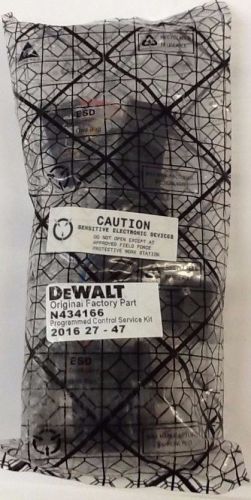 ESD
CAUTION
SENSITIVE ELECTRONIC DEVICES
DO NOT OPEN EXCEPT AT
APPROVED FIELD FORCE
PROTECTIVE WORK STATION
DEWALT
Original Factory Part
N434166
Programmed Control Service Kit
2016 27 - 47
ESD